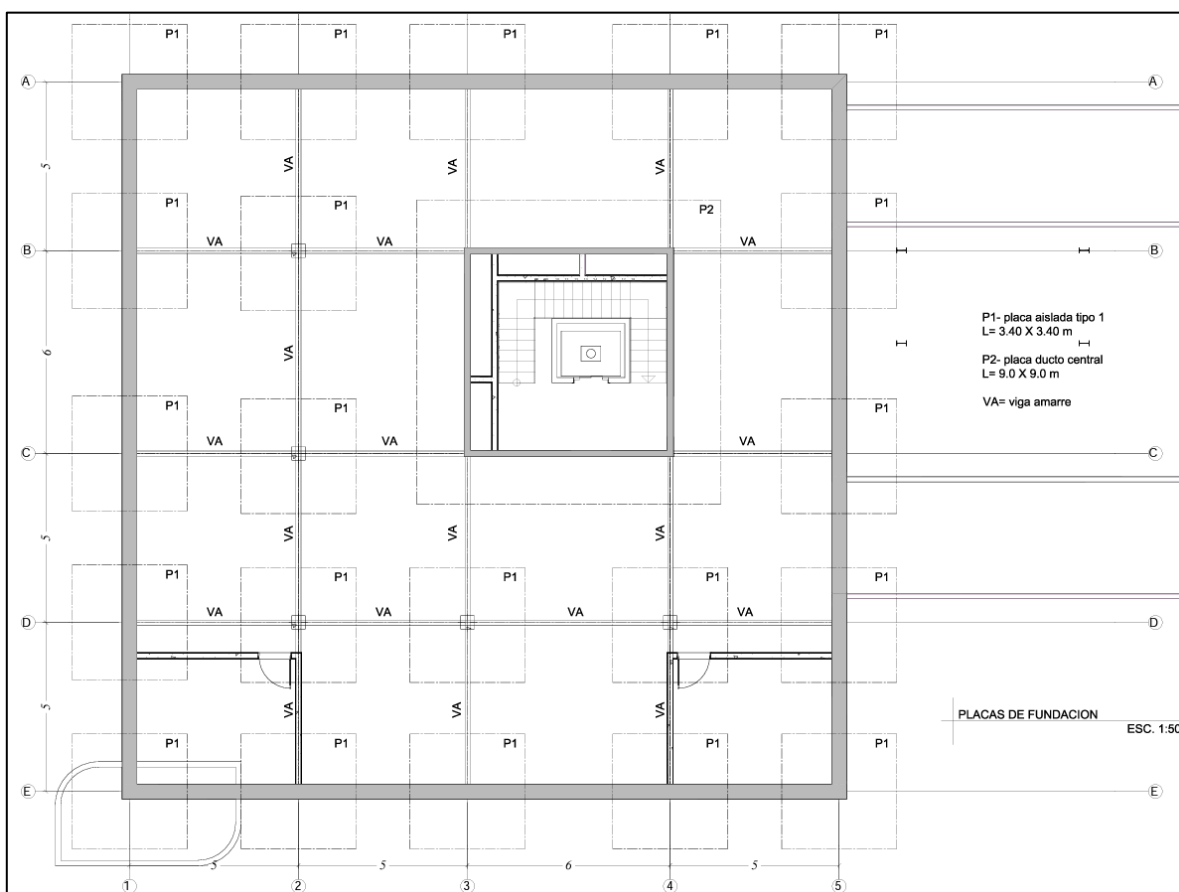 P1 P1 P1 P1 P1
A A
5 VA VA VA
P1 P1 P2 P1
VA VA VA
B B
P1- placa aislada tipo 1
L= 3.40 X 3.40 m
6 VA
P2- placa ducto central
L= 9.0 X 9.0 m
VA= viga amarre
P1 P1 P1
VA VA VA
C C
5 VA VA VA
P1 P1 P1 P1 P1
VA VA VA VA
D D
5 VA VA VA
PLACAS DE FUNDACION
ESC. 1:50
P1 P1 P1 P1 P1
E E
5 5 6 5
1 2 3 4 5